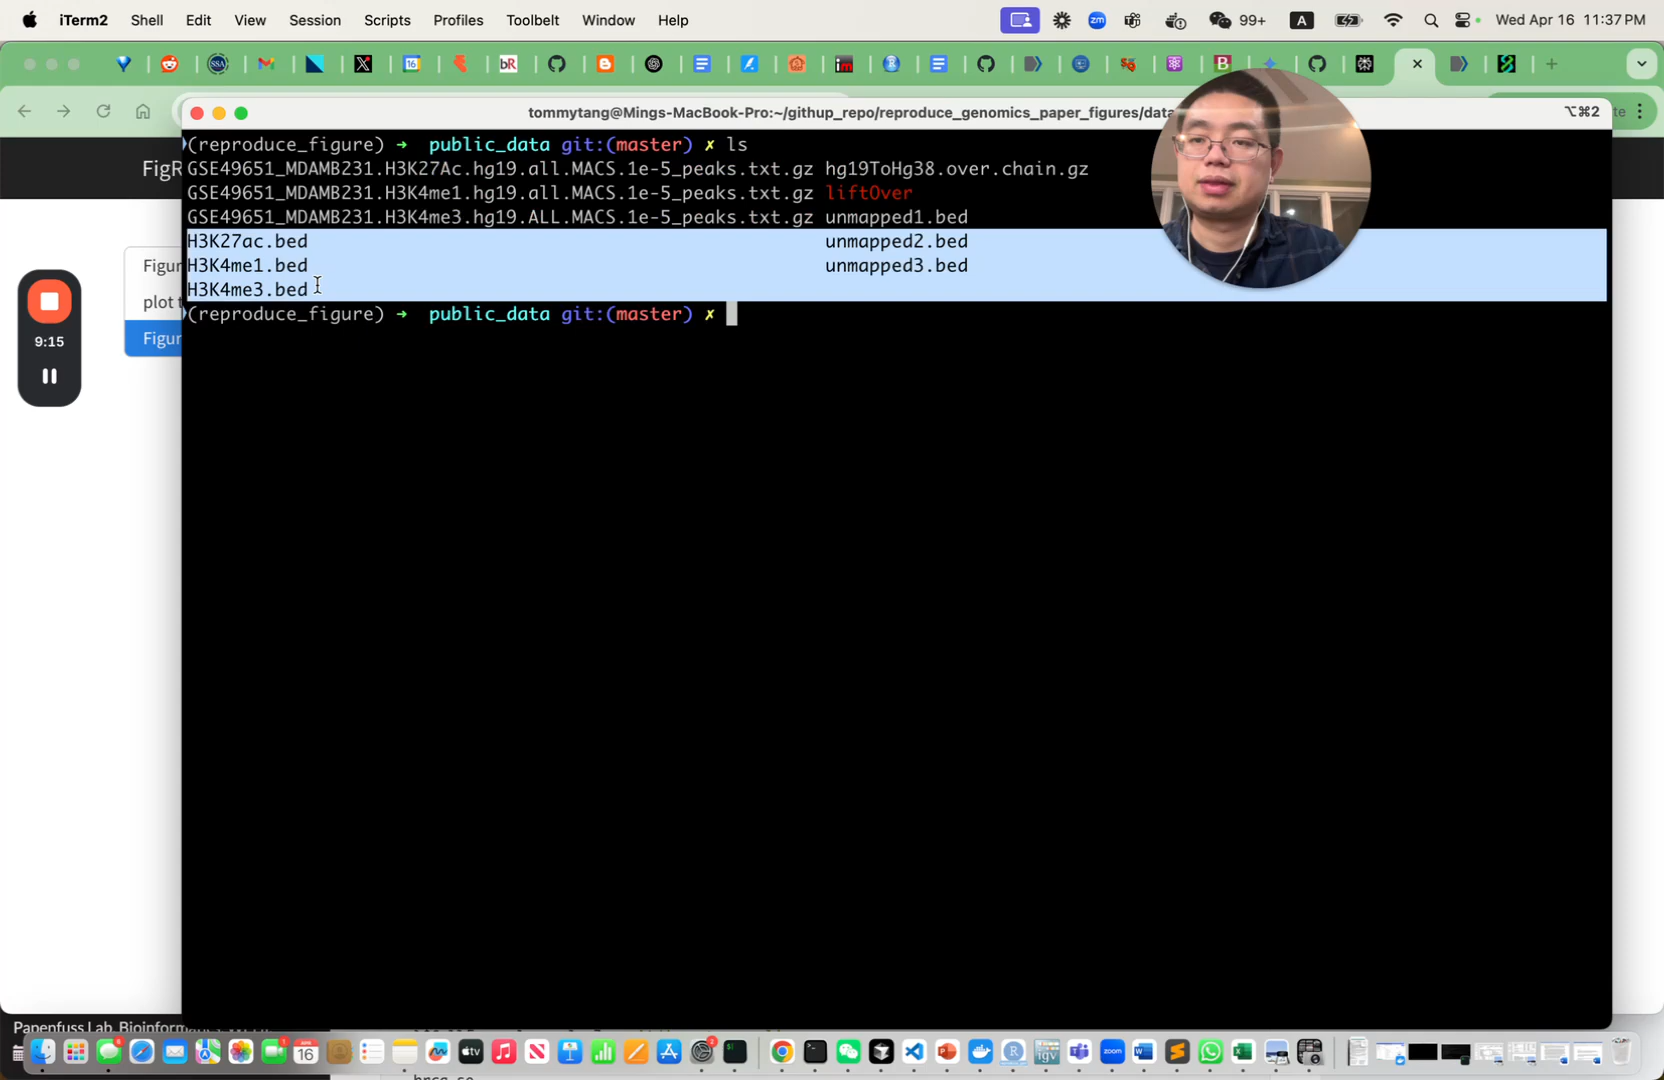 iTerm2 Shell Edit View Session Scripts Profiles Toolbelt Window Help
zm 99+ A Wed Apr 16 11:37 PM
tommytang@Mings-MacBook-Pro:~/githup_repo/reproduce_genomics_paper_figures/data
⌥⌘2
(reproduce_figure) → public_data git:(master) ✗ ls
GSE49651_MDAMB231.H3K27Ac.hg19.all.MACS.1e-5_peaks.txt.gz hg19ToHg38.over.chain.gz
GSE49651_MDAMB231.H3K4me1.hg19.all.MACS.1e-5_peaks.txt.gz liftOver
GSE49651_MDAMB231.H3K4me3.hg19.ALL.MACS.1e-5_peaks.txt.gz unmapped1.bed
H3K27ac.bed unmapped2.bed
H3K4me1.bed unmapped3.bed
H3K4me3.bed
(reproduce_figure) → public_data git:(master) ✗
FigR
Figur
plot t
Figur
9:15
Papenfuss Lab Bioinform